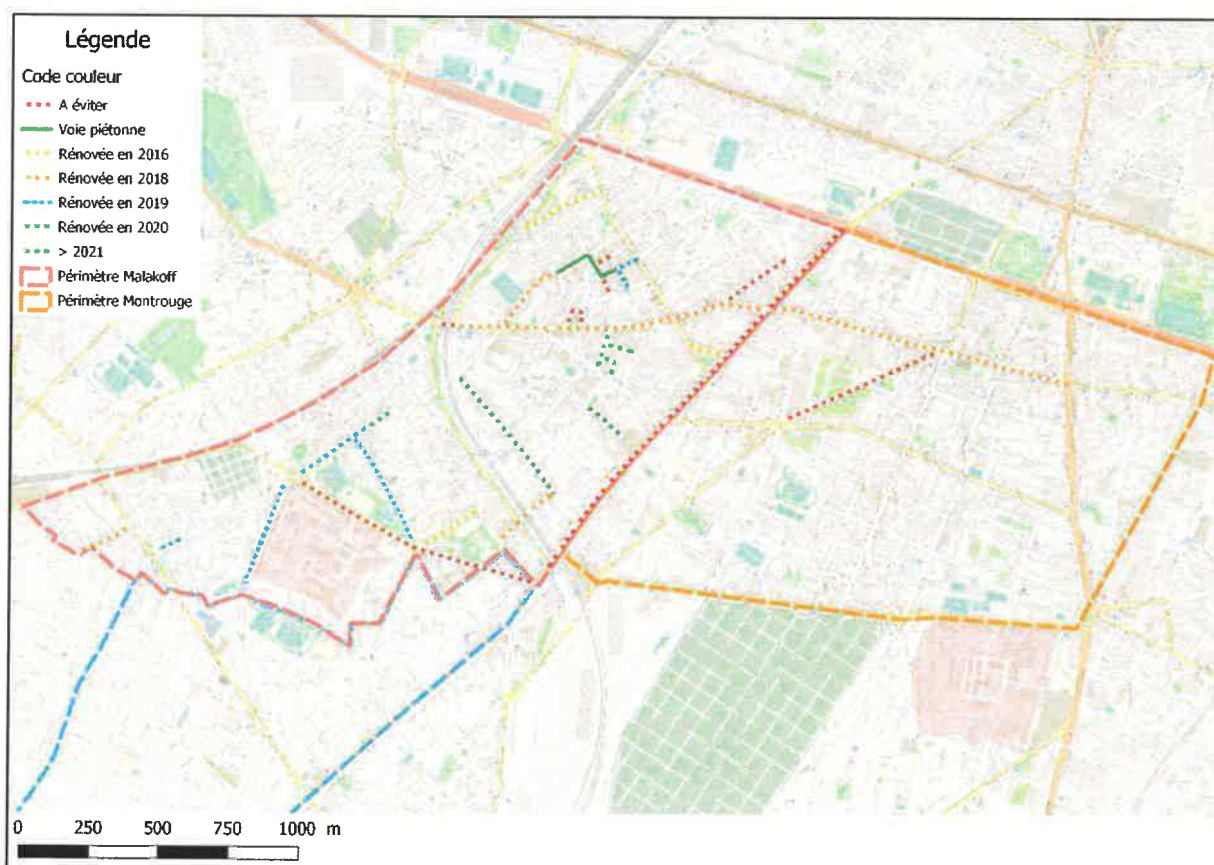 Légende
Code couleur
A éviter
Voie piétonne
Rénovée en 2016
Rénovée en 2018
Rénovée en 2019
Rénovée en 2020
> 2021
Périmètre Malakoff
Périmètre Montrouge
0 250 500 750 1000 m